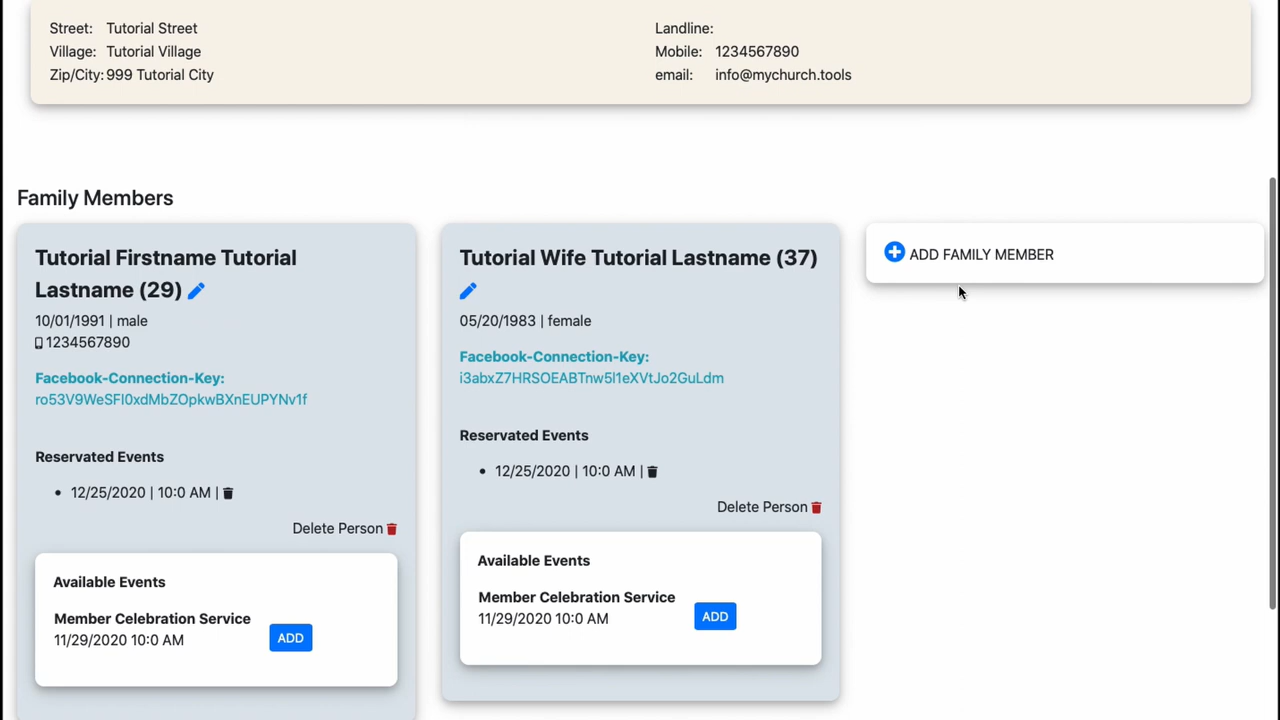 Street: Tutorial Street
Village: Tutorial Village
Zip/City: 999 Tutorial City
Landline:
Mobile: 1234567890
email: info@mychurch.tools
Family Members
Tutorial Firstname Tutorial
Lastname (29)
10/01/1991 | male
1234567890
Facebook-Connection-Key:
ro53V9WeSFl0xdMbZOpkwBXnEUPYNv1f
Reservated Events
12/25/2020 | 10:0 AM |
Delete Person
Available Events
Member Celebration Service
11/29/2020 10:0 AM
ADD
Tutorial Wife Tutorial Lastname (37)
05/20/1983 | female
Facebook-Connection-Key:
i3abxZ7HRSOEABTnw5l1eXVtJo2GuLdm
Reservated Events
12/25/2020 | 10:0 AM |
Delete Person
Available Events
Member Celebration Service
11/29/2020 10:0 AM
ADD
ADD FAMILY MEMBER